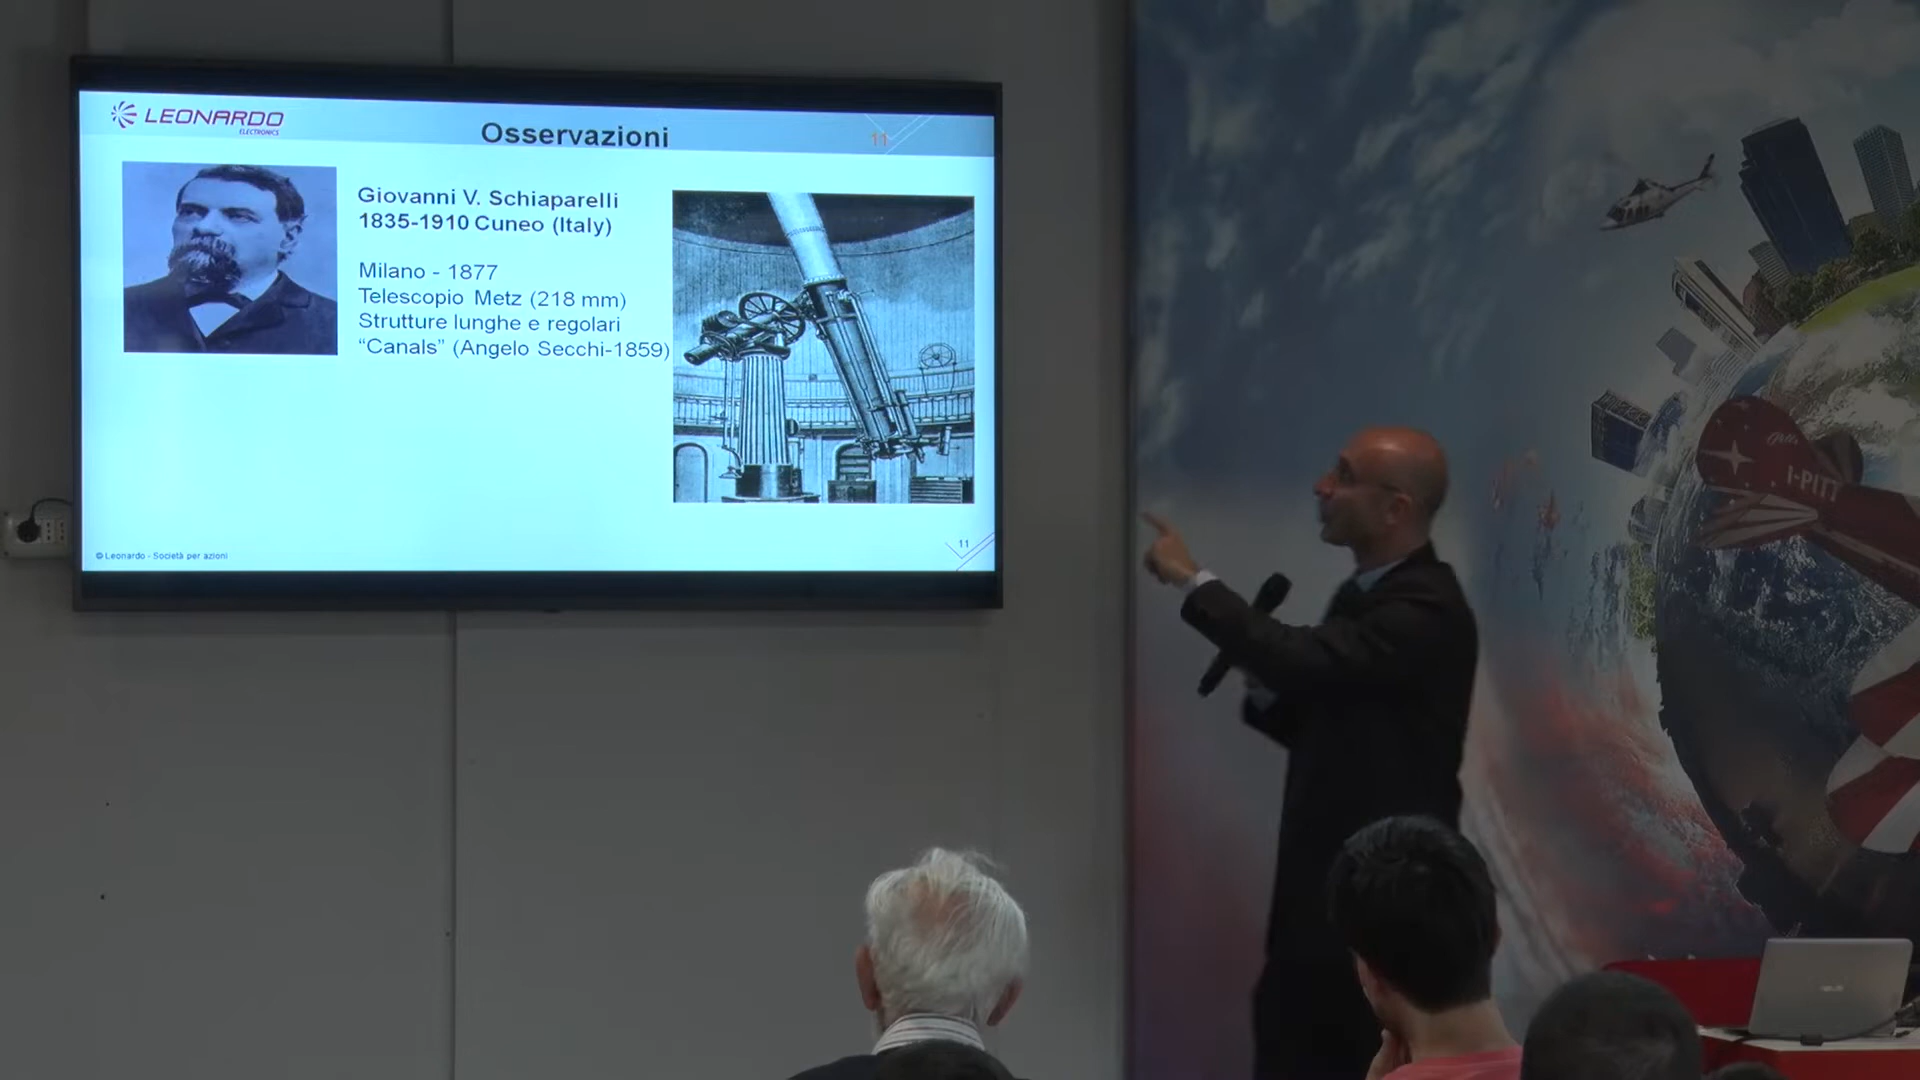 LEONARDO
ELECTRONICS
Osservazioni
11
Giovanni V. Schiaparelli
1835-1910 Cuneo (Italy)
Milano - 1877
Telescopio Metz (218 mm)
Strutture lunghe e regolari
“Canals” (Angelo Secchi-1859)
© Leonardo - Società per azioni
11
I-PITT
ASUS